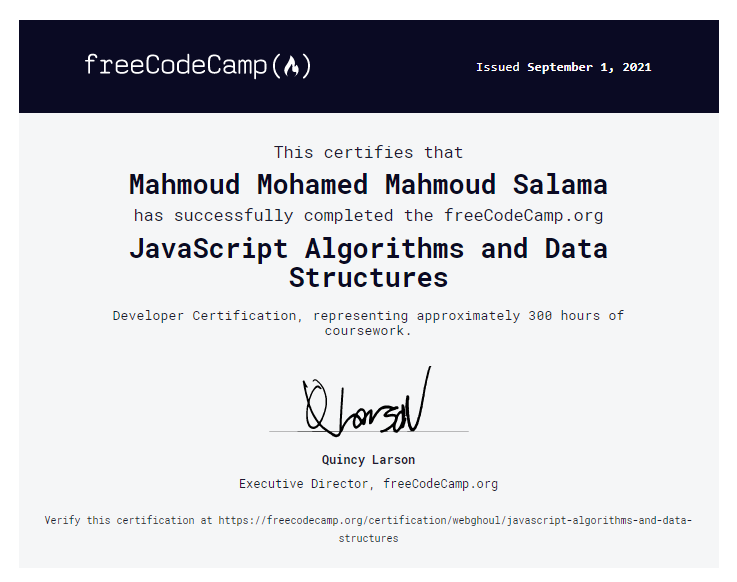 freeCodeCamp
Issued September 1, 2021
This certifies that
Mahmoud Mohamed Mahmoud Salama
has successfully completed the freeCodeCamp.org
JavaScript Algorithms and Data
Structures
Developer Certification, representing approximately 300 hours of
coursework.
Q Larson
Quincy Larson
Executive Director, freeCodeCamp.org
Verify this certification at https://freecodecamp.org/certification/webghoul/javascript-algorithms-and-data-
structures